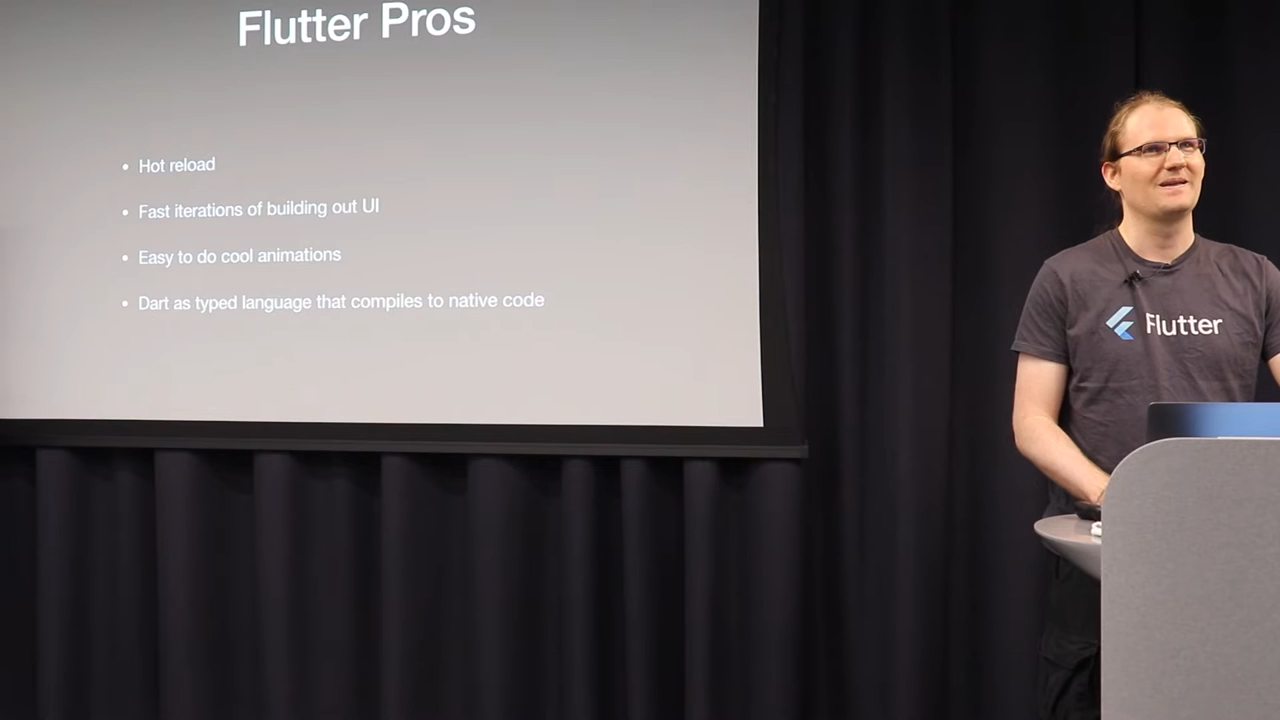 Flutter Pros
• Hot reload
• Fast iterations of building out UI
• Easy to do cool animations
• Dart as typed language that compiles to native code
Flutter